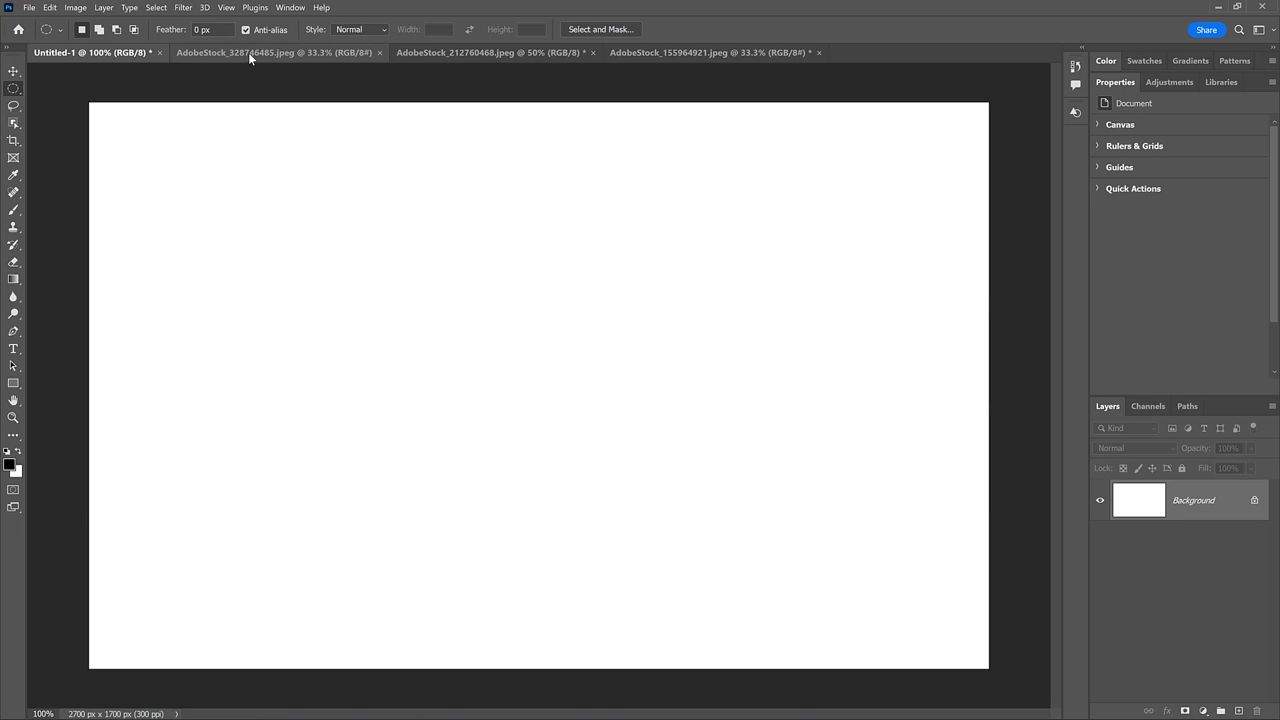 Ps File Edit Image Layer Type Select Filter 3D View Plugins Window Help
Feather: 0 px Anti-alias Style: Normal Width: Height: Select and Mask... Share
Untitled-1 @ 100% (RGB/8) * × AdobeStock_328746485.jpeg @ 33.3% (RGB/8#) × AdobeStock_212760468.jpeg @ 50% (RGB/8) * × AdobeStock_155964921.jpeg @ 33.3% (RGB/8#) * ×
Color Swatches Gradients Patterns
Properties Adjustments Libraries
Document
Canvas
Rulers & Grids
Guides
Quick Actions
Layers Channels Paths
Kind
Normal Opacity: 100%
Lock: Fill: 100%
Background
100% 2700 px x 1700 px (300 ppi)